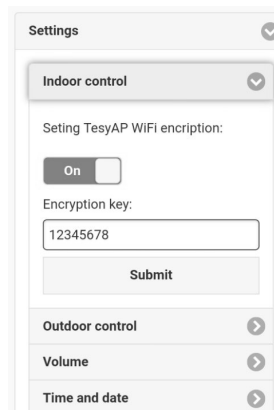 Settings
Indoor control
Seting TesyAP WiFi encription:
On
Encryption key:
12345678
Submit
Outdoor control
Volume
Time and date